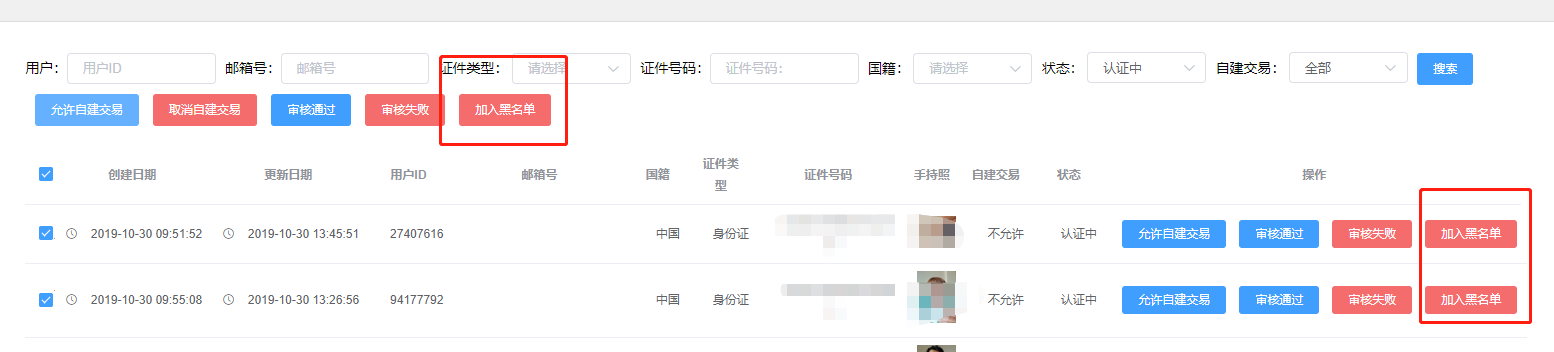 用户： 用户ID 邮箱号： 邮箱号 证件类型： 请选择 证件号码： 证件号码： 国籍： 请选择 状态： 认证中 自建交易： 全部 搜索
允许自建交易 取消自建交易 审核通过 审核失败 加入黑名单
创建日期 更新日期 用户ID 邮箱号 国籍 证件类型 证件号码 手持照 自建交易 状态 操作
2019-10-30 09:51:52 2019-10-30 13:45:51 27407616 中国 身份证 不允许 认证中 允许自建交易 审核通过 审核失败 加入黑名单
2019-10-30 09:55:08 2019-10-30 13:26:56 94177792 中国 身份证 不允许 认证中 允许自建交易 审核通过 审核失败 加入黑名单